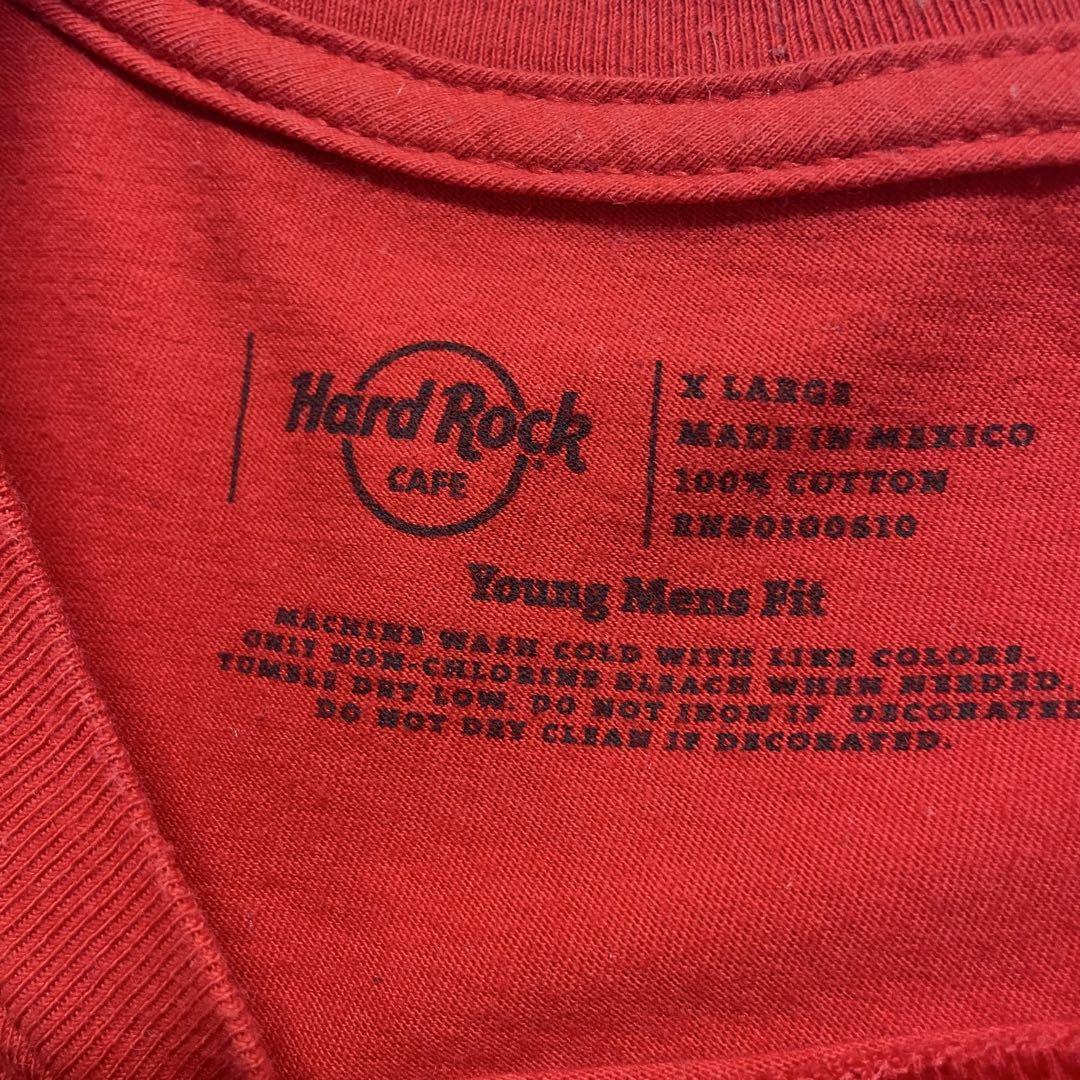 Hard Rock
CAFE
X LARGE
MADE IN MEXICO
100% COTTON
RN#0100610
Young Mens Fit
MACHINE WASH COLD WITH LIKE COLORS.
ONLY NON-CHLORINE BLEACH WHEN NEEDED.
TUMBLE DRY LOW. DO NOT IRON IF DECORATED
DO NOT DRY CLEAN IF DECORATED.